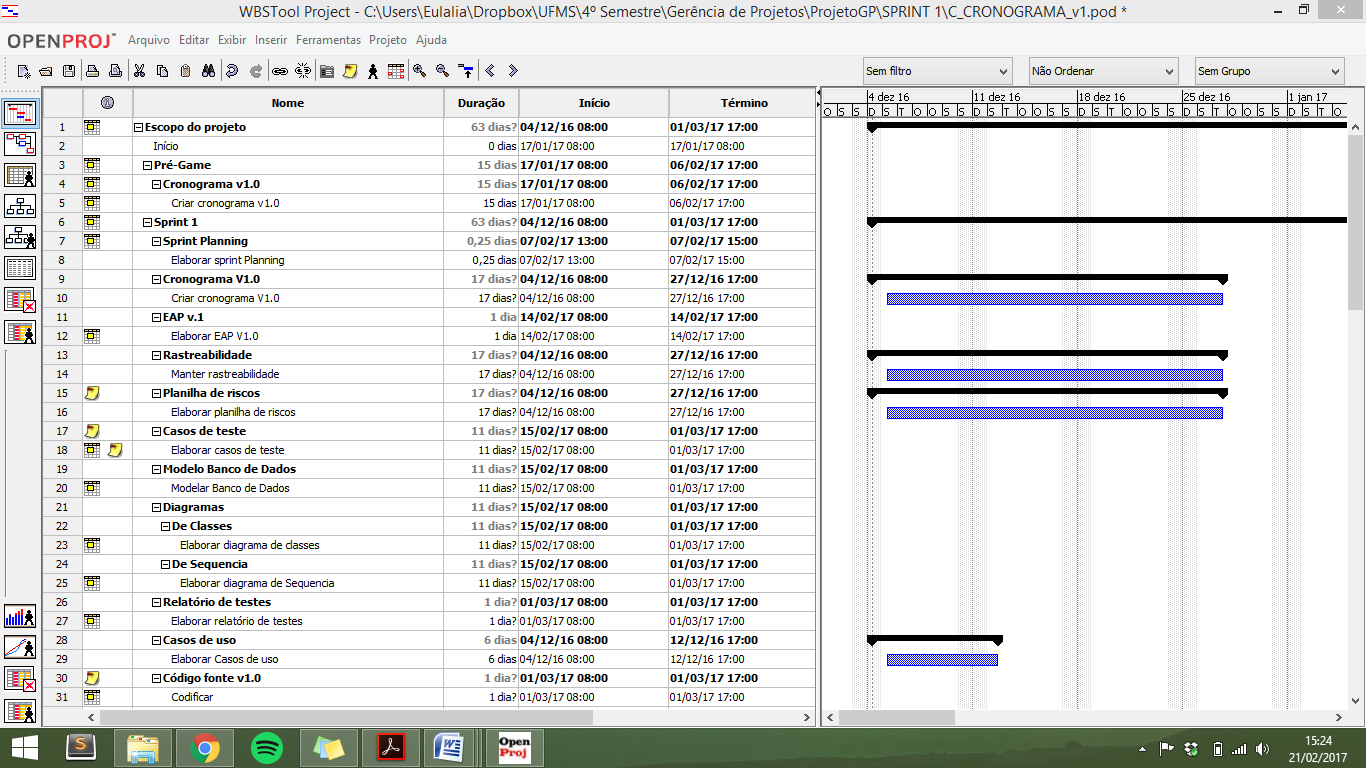 WBSTool Project - C:\Users\Eulalia\Dropbox\UFMS\4º Semestre\Gerência de Projetos\ProjetoGP\SPRINT 1\C_CRONOGRAMA_v1.pod *
OPENPROJ™ Arquivo Editar Exibir Inserir Ferramentas Projeto Ajuda
Sem filtro Não Ordenar Sem Grupo
Nome Duração Início Término
4 dez 16 11 dez 16 18 dez 16 25 dez 16 1 jan 17
O S S D S T O O S S D S T O O S S D S T O O S S D S T O O S S D O
1 Escopo do projeto 63 dias? 04/12/16 08:00 01/03/17 17:00
2 Início 0 dias 17/01/17 08:00 17/01/17 08:00
3 Pré-Game 15 dias 17/01/17 08:00 06/02/17 17:00
4 Cronograma v1.0 15 dias 17/01/17 08:00 06/02/17 17:00
5 Criar cronograma v1.0 15 dias 17/01/17 08:00 06/02/17 17:00
6 Sprint 1 63 dias? 04/12/16 08:00 01/03/17 17:00
7 Sprint Planning 0,25 dias 07/02/17 13:00 07/02/17 15:00
8 Elaborar sprint Planning 0,25 dias 07/02/17 13:00 07/02/17 15:00
9 Cronograma V1.0 17 dias? 04/12/16 08:00 27/12/16 17:00
10 Criar cronograma V1.0 17 dias? 04/12/16 08:00 27/12/16 17:00
11 EAP v.1 1 dia 14/02/17 08:00 14/02/17 17:00
12 Elaborar EAP V1.0 1 dia 14/02/17 08:00 14/02/17 17:00
13 Rastreabilidade 17 dias? 04/12/16 08:00 27/12/16 17:00
14 Manter rastreabilidade 17 dias? 04/12/16 08:00 27/12/16 17:00
15 Planilha de riscos 17 dias? 04/12/16 08:00 27/12/16 17:00
16 Elaborar planilha de riscos 17 dias? 04/12/16 08:00 27/12/16 17:00
17 Casos de teste 11 dias? 15/02/17 08:00 01/03/17 17:00
18 Elaborar casos de teste 11 dias? 15/02/17 08:00 01/03/17 17:00
19 Modelo Banco de Dados 11 dias? 15/02/17 08:00 01/03/17 17:00
20 Modelar Banco de Dados 11 dias? 15/02/17 08:00 01/03/17 17:00
21 Diagramas 11 dias? 15/02/17 08:00 01/03/17 17:00
22 De Classes 11 dias? 15/02/17 08:00 01/03/17 17:00
23 Elaborar diagrama de classes 11 dias? 15/02/17 08:00 01/03/17 17:00
24 De Sequencia 11 dias? 15/02/17 08:00 01/03/17 17:00
25 Elaborar diagrama de Sequencia 11 dias? 15/02/17 08:00 01/03/17 17:00
26 Relatório de testes 1 dia? 01/03/17 08:00 01/03/17 17:00
27 Elaborar relatório de testes 1 dia? 01/03/17 08:00 01/03/17 17:00
28 Casos de uso 6 dias 04/12/16 08:00 12/12/16 17:00
29 Elaborar Casos de uso 6 dias 04/12/16 08:00 12/12/16 17:00
30 Código fonte v1.0 1 dia? 01/03/17 08:00 01/03/17 17:00
31 Codificar 1 dia? 01/03/17 08:00 01/03/17 17:00
S W Open Proj
15:24
21/02/2017